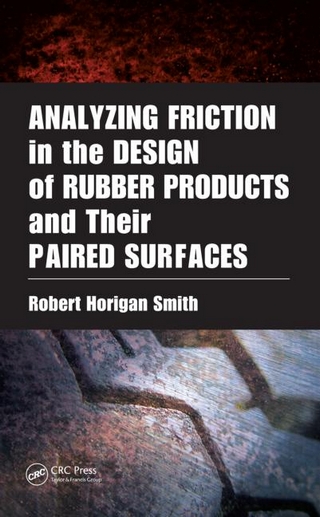 ANALYZING FRICTION
in the DESIGN
of RUBBER PRODUCTS
and Their
PAIRED SURFACES
Robert Horigan Smith
CRC
CRC Press
Taylor & Francis Group